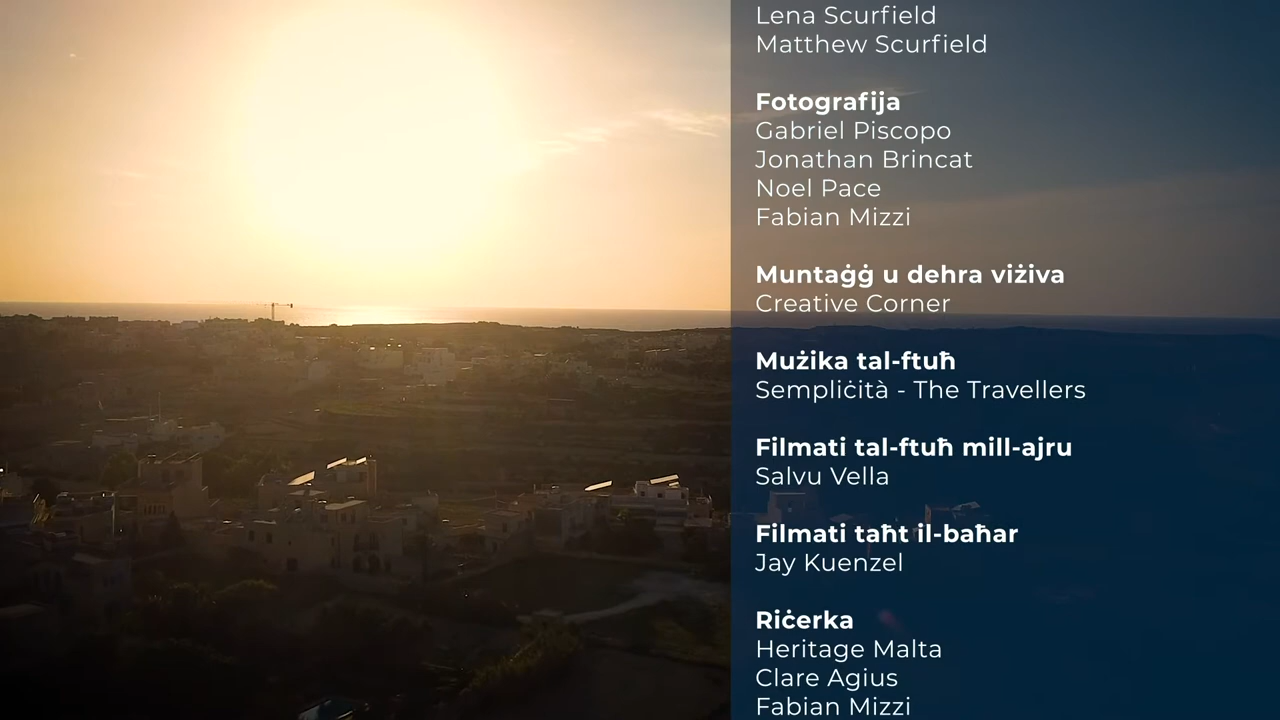 Lena Scurfield
Matthew Scurfield
Fotografija
Gabriel Piscopo
Jonathan Brincat
Noel Pace
Fabian Mizzi
Muntaġġ u dehra viżiva
Creative Corner
Mużika tal-ftuħ
Sempliċità - The Travellers
Filmati tal-ftuħ mill-ajru
Salvu Vella
Filmati taħt il-baħar
Jay Kuenzel
Riċerka
Heritage Malta
Clare Agius
Fabian Mizzi